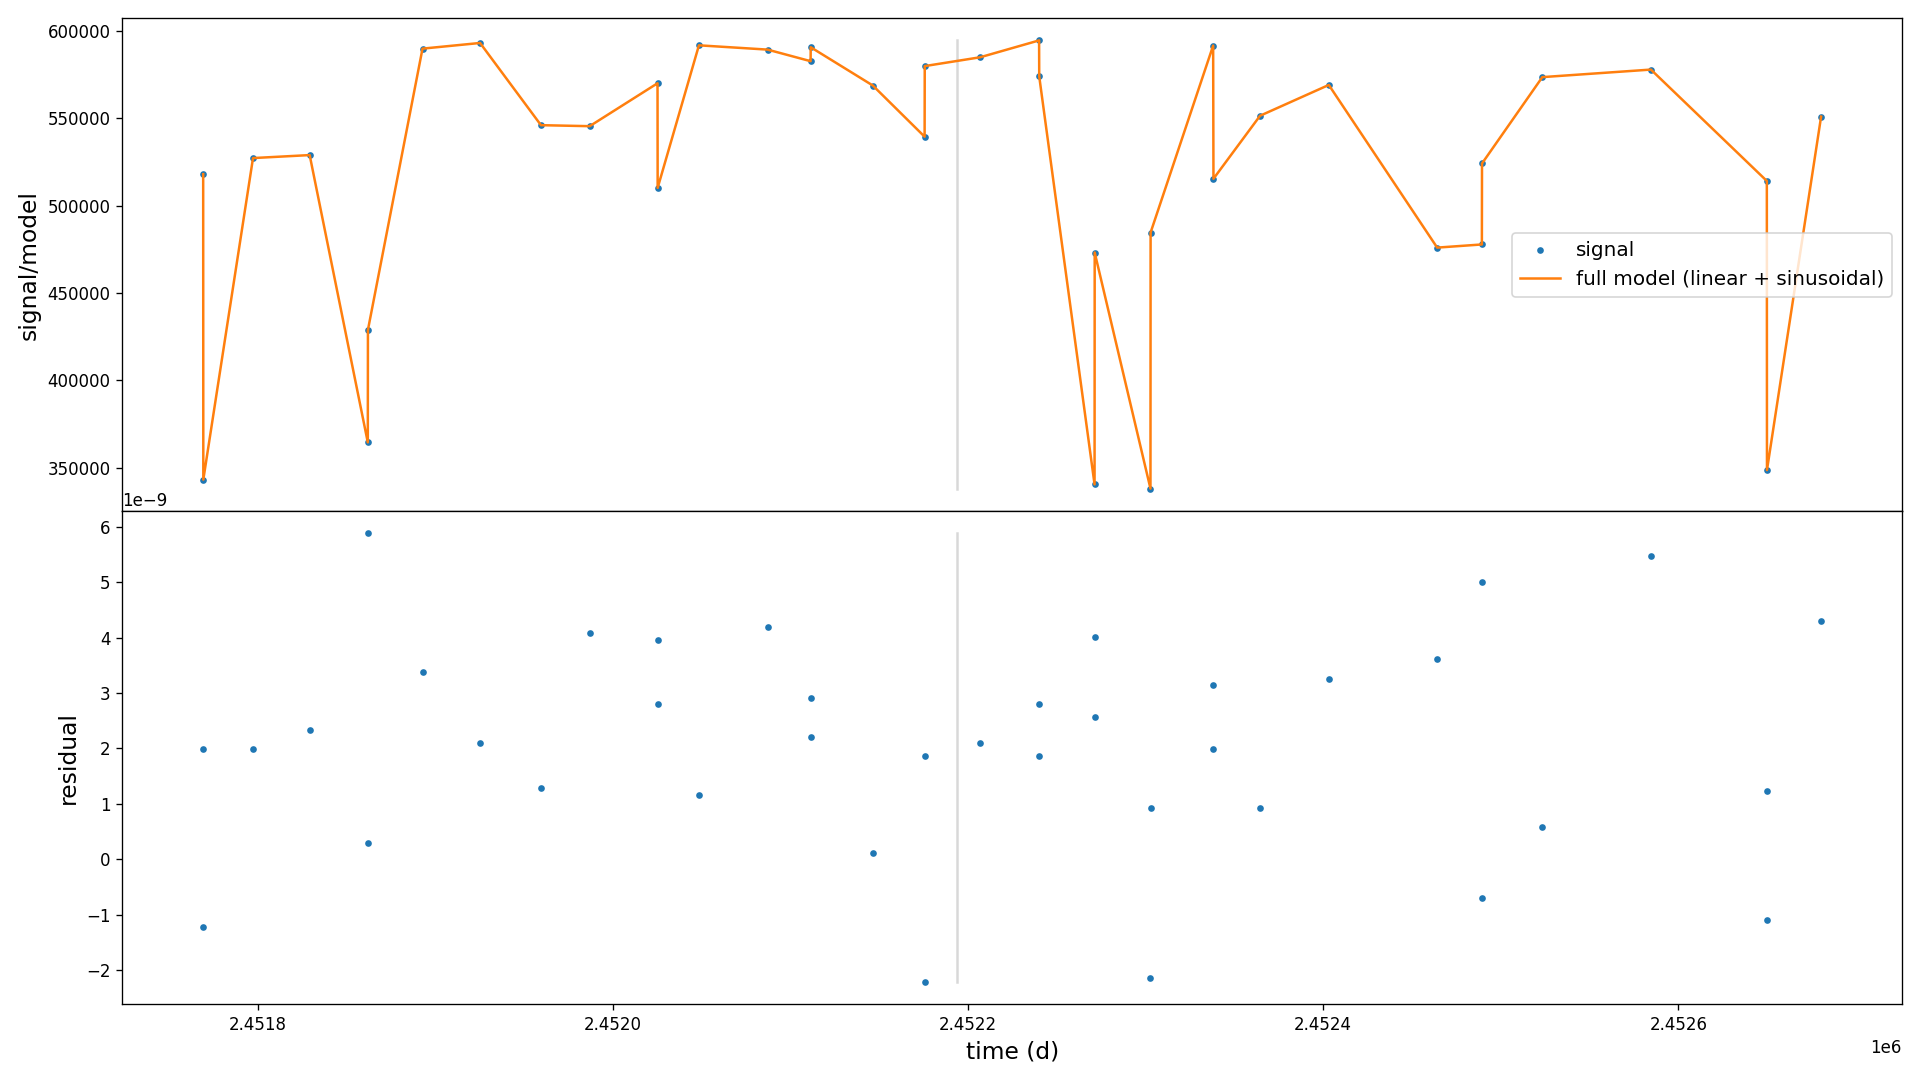 600000
550000
500000
450000
400000
350000
signal/model
signal
full model (linear + sinusoidal)
1e−9
6
5
4
3
2
1
0
−1
−2
residual
2.4518
2.4520
2.4522
2.4524
2.4526
time (d)
1e6